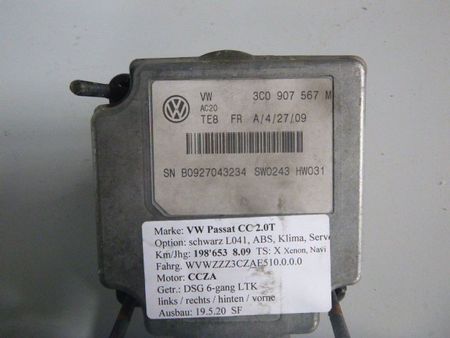 VW 3C0 907 567 M
AC20
TE8 FR A/4/27/09
SN B0927043234 SW0243 HW031
Marke: VW Passat CC 2.0T
Option: schwarz L041, ABS, Klima, Servo
Km/Jhg: 198'653 8.09 TS: X Xenon, Navi
Fahrg. WVWZZZ3CZAE510.0.0.0
Motor: CCZA
Getr.: DSG 6-gang LTK
links / rechts / hinten / vorne
Ausbau: 19.5.20 SF